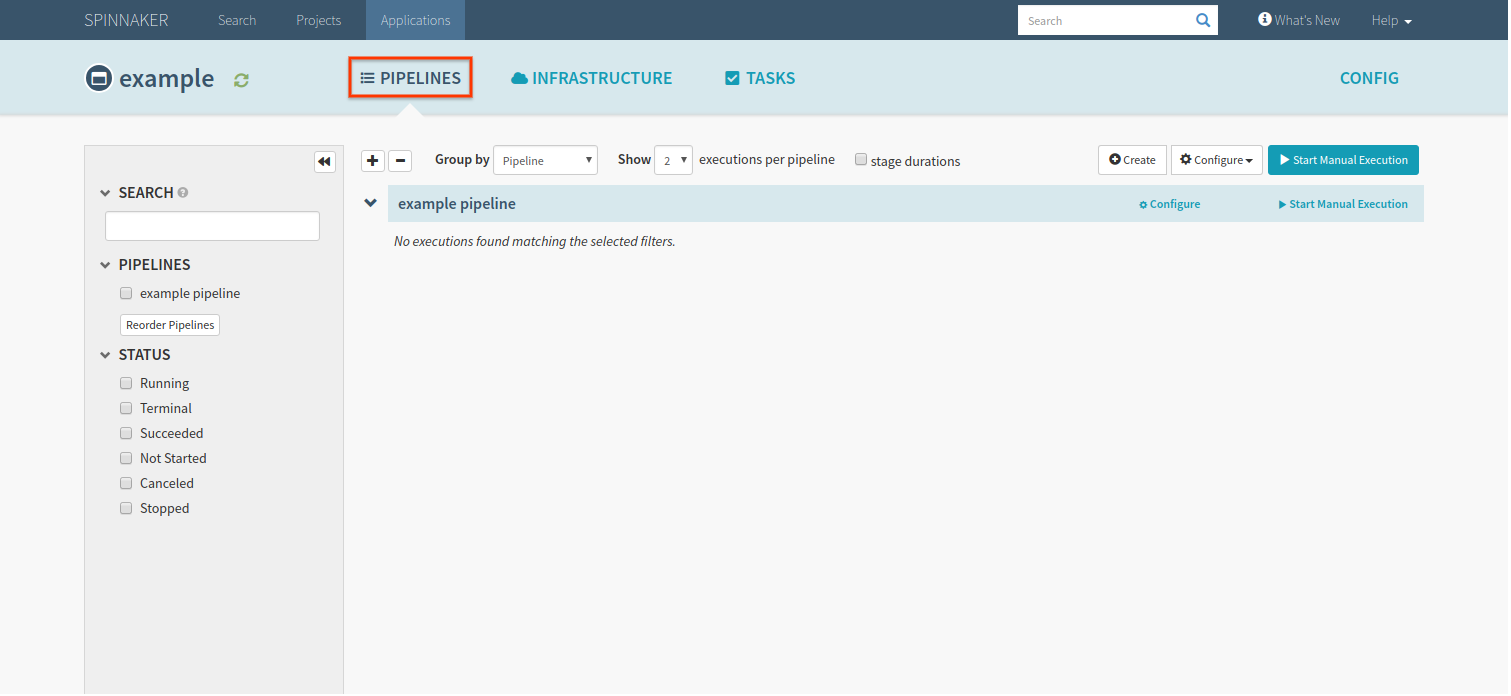 SPINNAKER Search Projects Applications Search What's New Help
example PIPELINES INFRASTRUCTURE TASKS CONFIG
Group by Pipeline Show 2 executions per pipeline stage durations Create Configure Start Manual Execution
SEARCH
PIPELINES
example pipeline
Reorder Pipelines
STATUS
Running
Terminal
Succeeded
Not Started
Canceled
Stopped
example pipeline Configure Start Manual Execution
No executions found matching the selected filters.